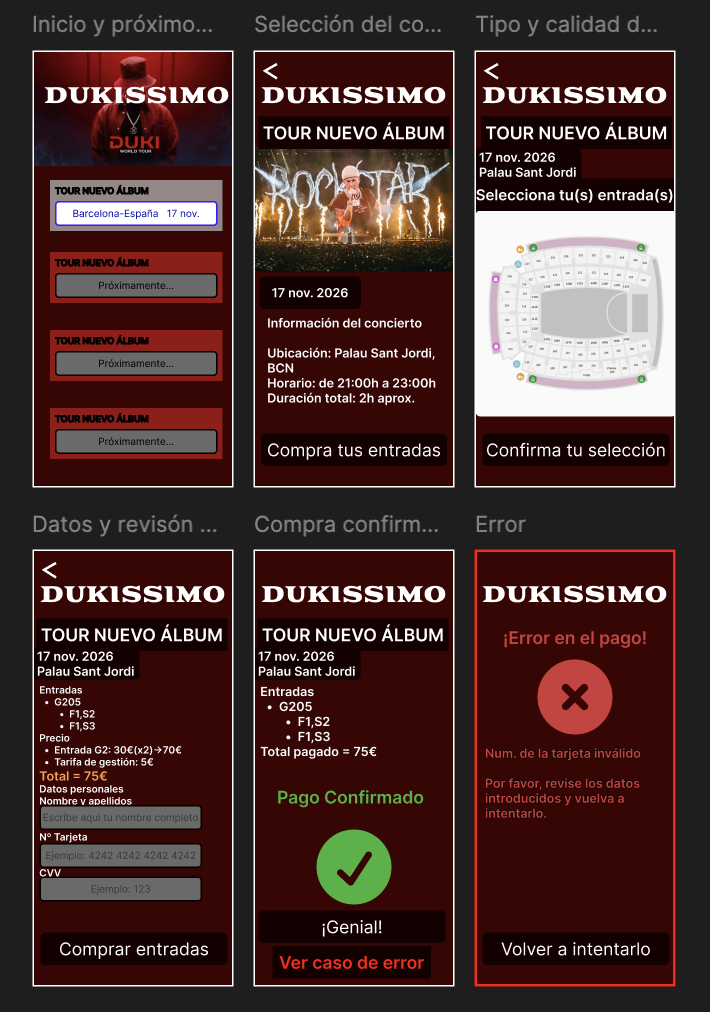 Inicio y próximo...
Selección del co...
Tipo y calidad d...
DUKISSIMO
DUKI
WORLD TOUR
TOUR NUEVO ÁLBUM
Barcelona-España 17 nov.
TOUR NUEVO ÁLBUM
Próximamente...
TOUR NUEVO ÁLBUM
Próximamente...
TOUR NUEVO ÁLBUM
Próximamente...
<
DUKISSIMO
TOUR NUEVO ÁLBUM
ROCKSTAR
17 nov. 2026
Información del concierto
Ubicación: Palau Sant Jordi,
BCN
Horario: de 21:00h a 23:00h
Duración total: 2h aprox.
Compra tus entradas
<
DUKISSIMO
TOUR NUEVO ÁLBUM
17 nov. 2026
Palau Sant Jordi
Selecciona tu(s) entrada(s)
Confirma tu selección
Datos y revisón ...
Compra confirm...
Error
<
DUKISSIMO
TOUR NUEVO ÁLBUM
17 nov. 2026
Palau Sant Jordi
Entradas
• G205
• F1,S2
• F1,S3
Precio
• Entrada G2: 30€(x2)→70€
• Tarifa de gestión: 5€
Total = 75€
Datos personales
Nombre y apellidos
Escribe aquí tu nombre completo
Nº Tarjeta
Ejemplo: 4242 4242 4242 4242
CVV
Ejemplo: 123
Comprar entradas
DUKISSIMO
TOUR NUEVO ÁLBUM
17 nov. 2026
Palau Sant Jordi
Entradas
• G205
• F1,S2
• F1,S3
Total pagado = 75€
Pago Confirmado
¡Genial!
Ver caso de error
DUKISSIMO
¡Error en el pago!
Num. de la tarjeta inválido
Por favor, revise los datos
introducidos y vuelva a
intentarlo.
Volver a intentarlo